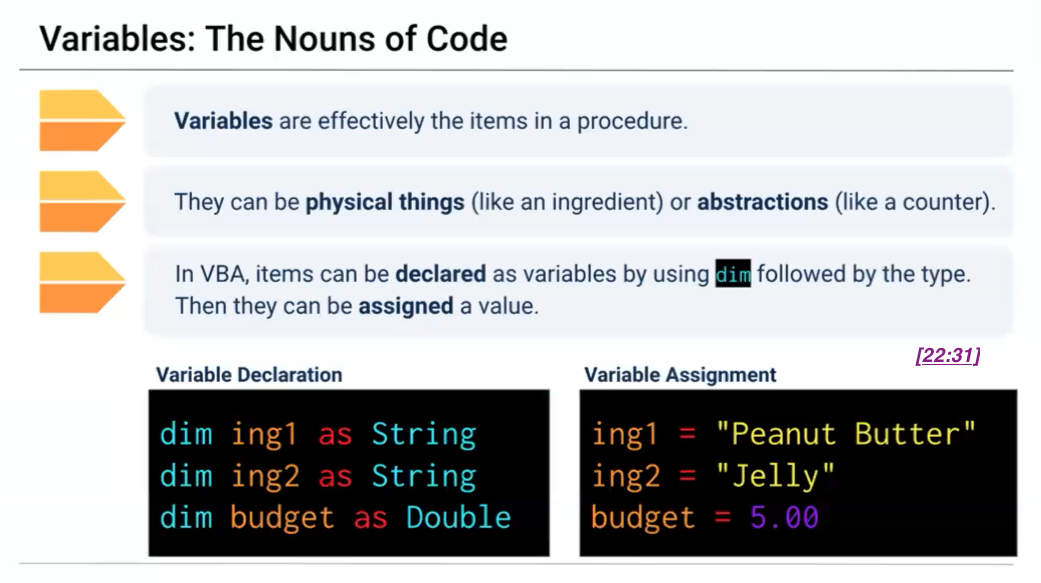 Variables: The Nouns of Code
Variables are effectively the items in a procedure.
They can be physical things (like an ingredient) or abstractions (like a counter).
In VBA, items can be declared as variables by using dim followed by the type.
Then they can be assigned a value.
[22:31]
Variable Declaration
dim ing1 as String
dim ing2 as String
dim budget as Double
Variable Assignment
ing1 = "Peanut Butter"
ing2 = "Jelly"
budget = 5.00